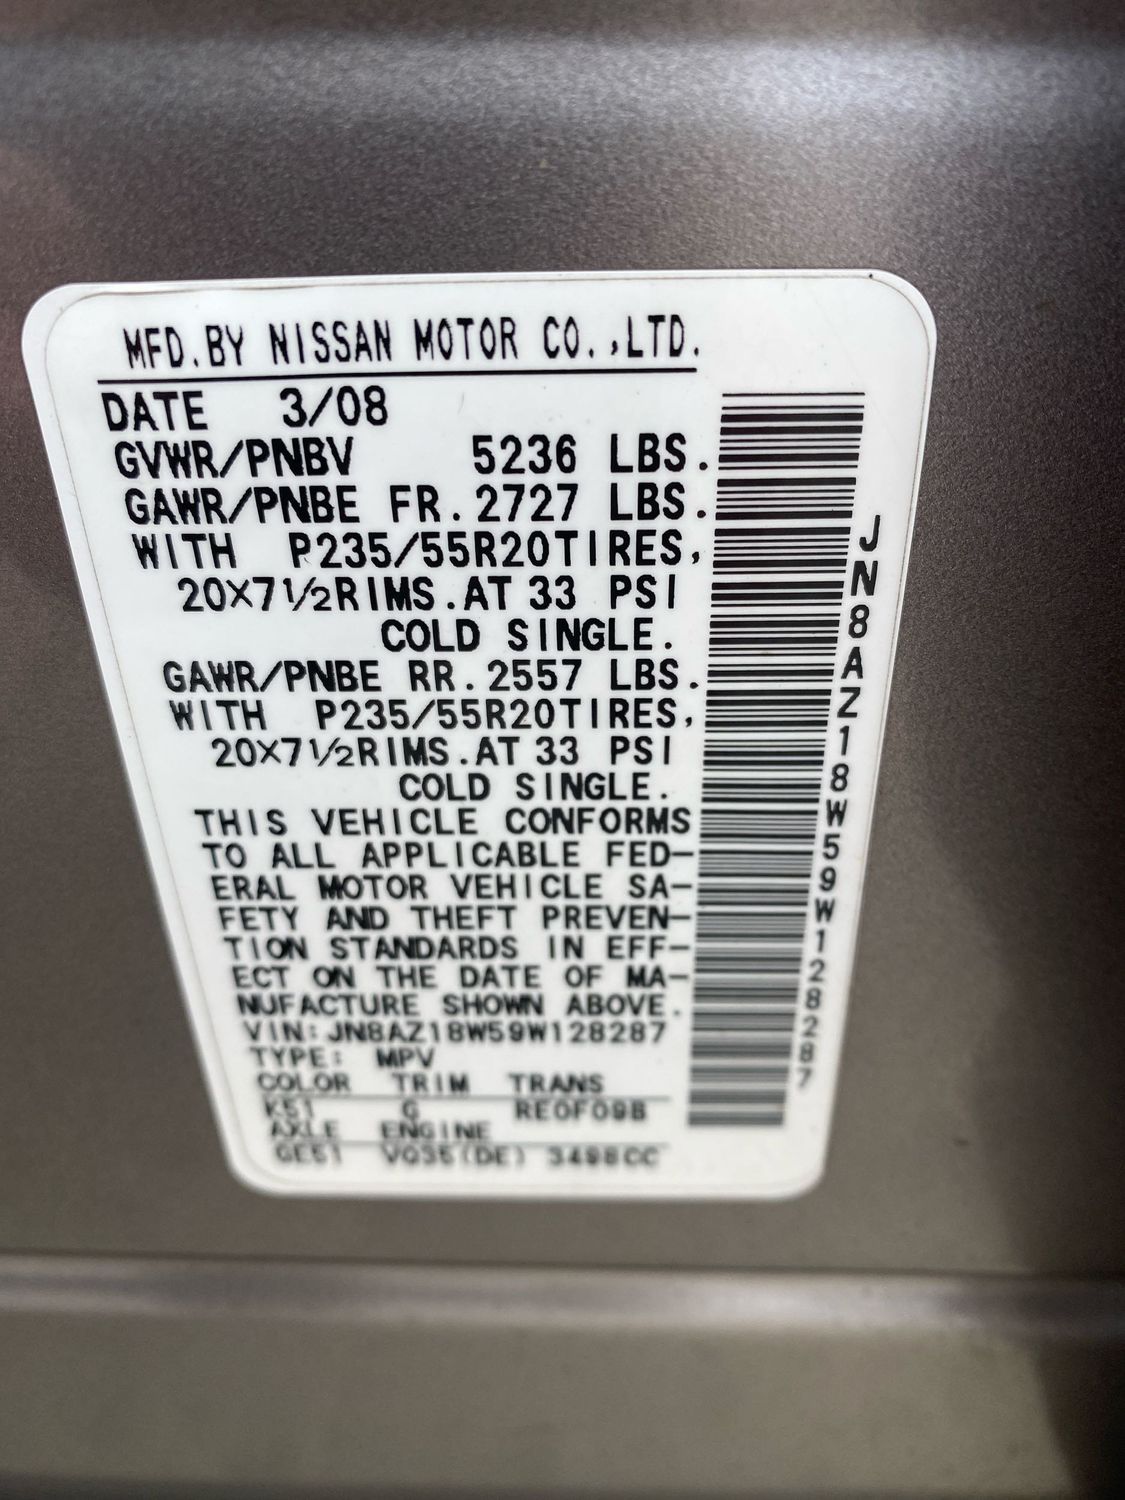 MFD.BY NISSAN MOTOR CO.,LTD.
DATE 3/08
GVWR/PNBV 5236 LBS.
GAWR/PNBE FR. 2727 LBS.
WITH P235/55R20TIRES,
20X7½RIMS.AT 33 PSI
COLD SINGLE.
GAWR/PNBE RR. 2557 LBS.
WITH P235/55R20TIRES,
20X7½RIMS.AT 33 PSI
COLD SINGLE.
THIS VEHICLE CONFORMS
TO ALL APPLICABLE FED-
ERAL MOTOR VEHICLE SA-
FETY AND THEFT PREVEN-
TION STANDARDS IN EFF-
ECT ON THE DATE OF MA-
NUFACTURE SHOWN ABOVE.
VIN: JN8AZ18W59W128287
TYPE: MPV
COLOR TRIM TRANS
K51 G RE0F09B
AXLE ENGINE
GE51 VQ35(DE) 3498CC
JN8AZ18W59W128287